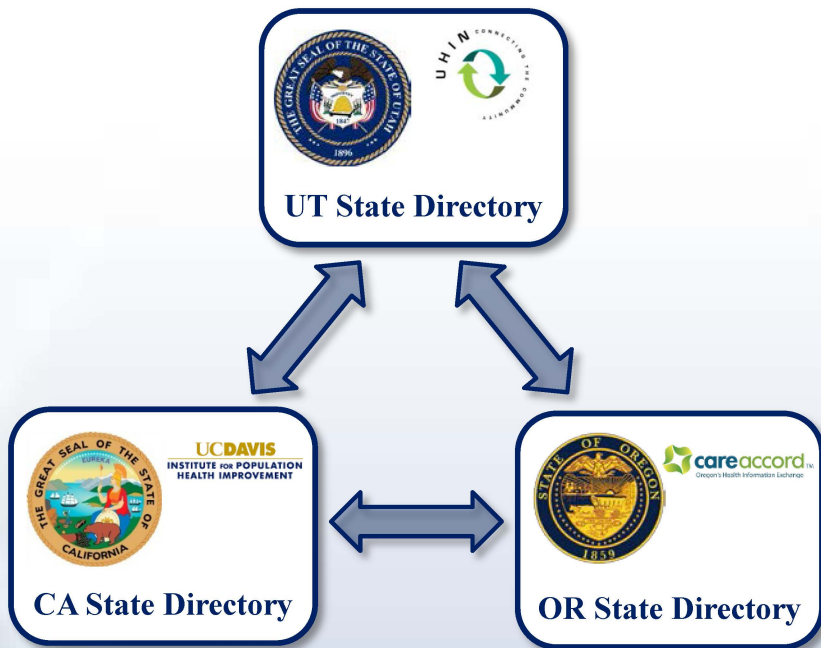 THE GREAT SEAL OF THE STATE OF UTAH
INDUSTRY
1847
1896
UHIN CONNECTING THE COMMUNITY
UT State Directory
THE GREAT SEAL OF THE STATE OF CALIFORNIA
EUREKA
UCDAVIS
INSTITUTE FOR POPULATION
HEALTH IMPROVEMENT
CA State Directory
STATE OF OREGON
1859
careaccord TM
Oregon's Health Information Exchange
OR State Directory